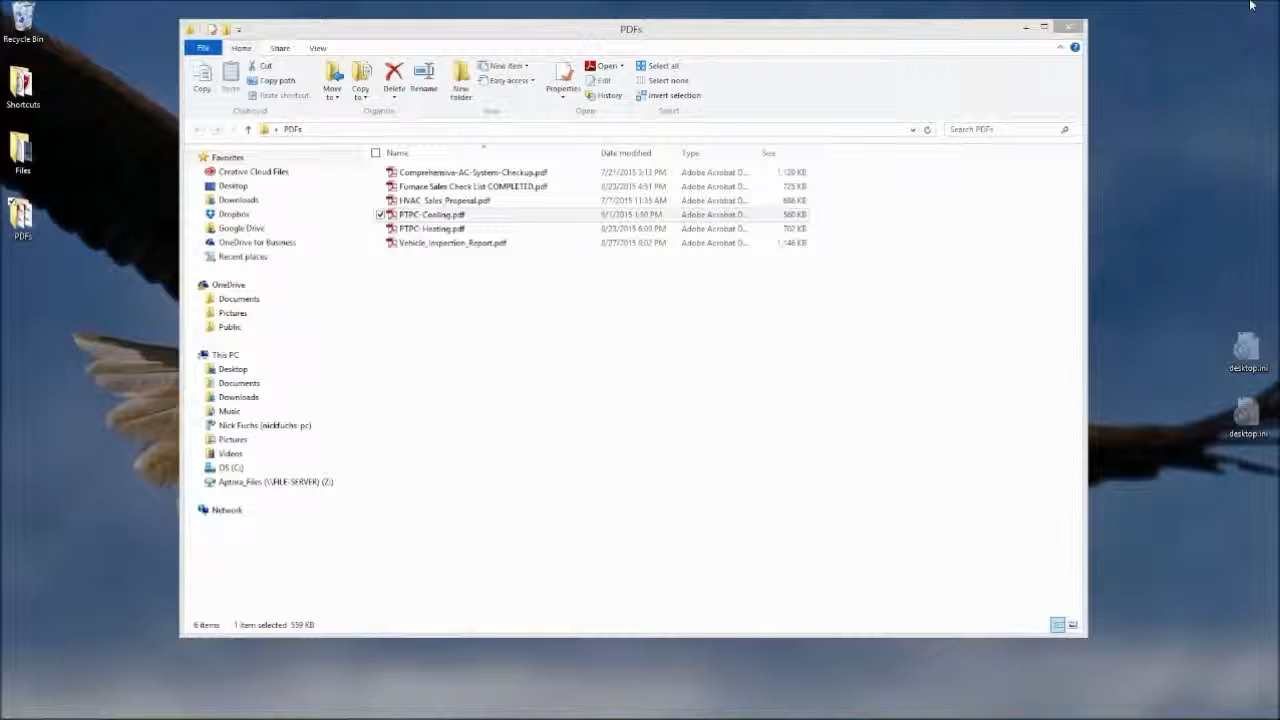 Recycle Bin
Shortcuts
Files
PDFs
PDFs
File Home Share View
Copy
Paste
Cut
Copy path
Paste shortcut
Clipboard
Move to
Copy to
Delete
Rename
Organize
New folder
New item
Easy access
New
Properties
Open
Edit
History
Open
Select all
Select none
Invert selection
Select
PDFs
Search PDFs
Favorites
Creative Cloud Files
Desktop
Downloads
Dropbox
Google Drive
OneDrive for Business
Recent places
OneDrive
Documents
Pictures
Public
This PC
Desktop
Documents
Downloads
Music
Nick Fuchs (nickfuchs-pc)
Pictures
Videos
OS (C:)
Aptora_Files (\\FILE-SERVER) (Z:)
Network
Name Date modified Type Size
Comprehensive-AC-System-Checkup.pdf 7/21/2015 3:13 PM Adobe Acrobat D... 1,129 KB
Furnace Sales Check List COMPLETED.pdf 8/23/2015 4:51 PM Adobe Acrobat D... 725 KB
HVAC_Sales_Proposal.pdf 7/7/2015 11:35 AM Adobe Acrobat D... 686 KB
PTPC-Cooling.pdf 9/1/2015 1:50 PM Adobe Acrobat D... 560 KB
PTPC-Heating.pdf 8/23/2015 6:03 PM Adobe Acrobat D... 702 KB
Vehicle_Inspection_Report.pdf 8/27/2015 8:02 PM Adobe Acrobat D... 1,146 KB
6 items 1 item selected 559 KB
desktop.ini
desktop.ini